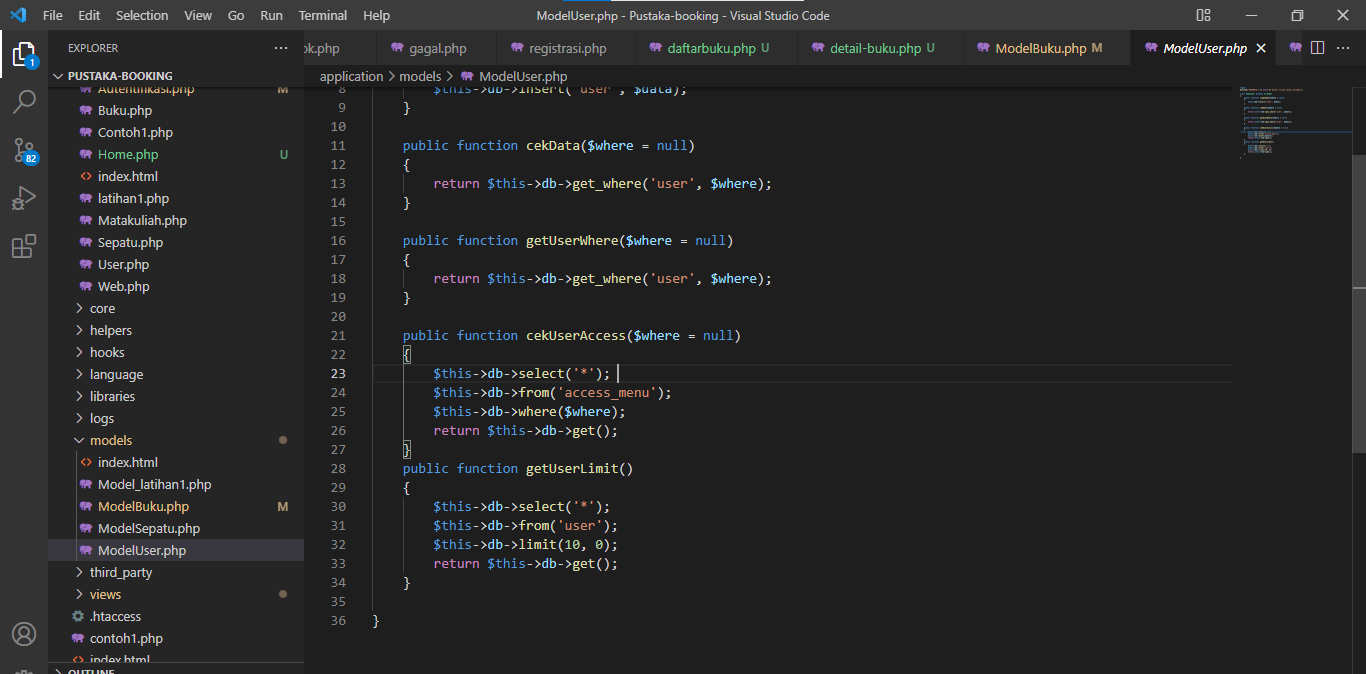 File Edit Selection View Go Run Terminal Help ModelUser.php - Pustaka-booking - Visual Studio Code
EXPLORER
PUSTAKA-BOOKING
Autentifikasi.php M
Buku.php
Contoh1.php
Home.php U
index.html
latihan1.php
Matakuliah.php
Sepatu.php
User.php
Web.php
core
helpers
hooks
language
libraries
logs
models
index.html
Model_latihan1.php
ModelBuku.php M
ModelSepatu.php
ModelUser.php
third_party
views
.htaccess
contoh1.php
index.html
OUTLINE
1
82
ok.php gagal.php registrasi.php daftarbuku.php U detail-buku.php U ModelBuku.php M ModelUser.php
application > models > ModelUser.php
8 $this->db->insert('user', $data);
9 }
10
11 public function cekData($where = null)
12 {
13 return $this->db->get_where('user', $where);
14 }
15
16 public function getUserWhere($where = null)
17 {
18 return $this->db->get_where('user', $where);
19 }
20
21 public function cekUserAccess($where = null)
22 {
23 $this->db->select('*');
24 $this->db->from('access_menu');
25 $this->db->where($where);
26 return $this->db->get();
27 }
28 public function getUserLimit()
29 {
30 $this->db->select('*');
31 $this->db->from('user');
32 $this->db->limit(10, 0);
33 return $this->db->get();
34 }
35
36 }